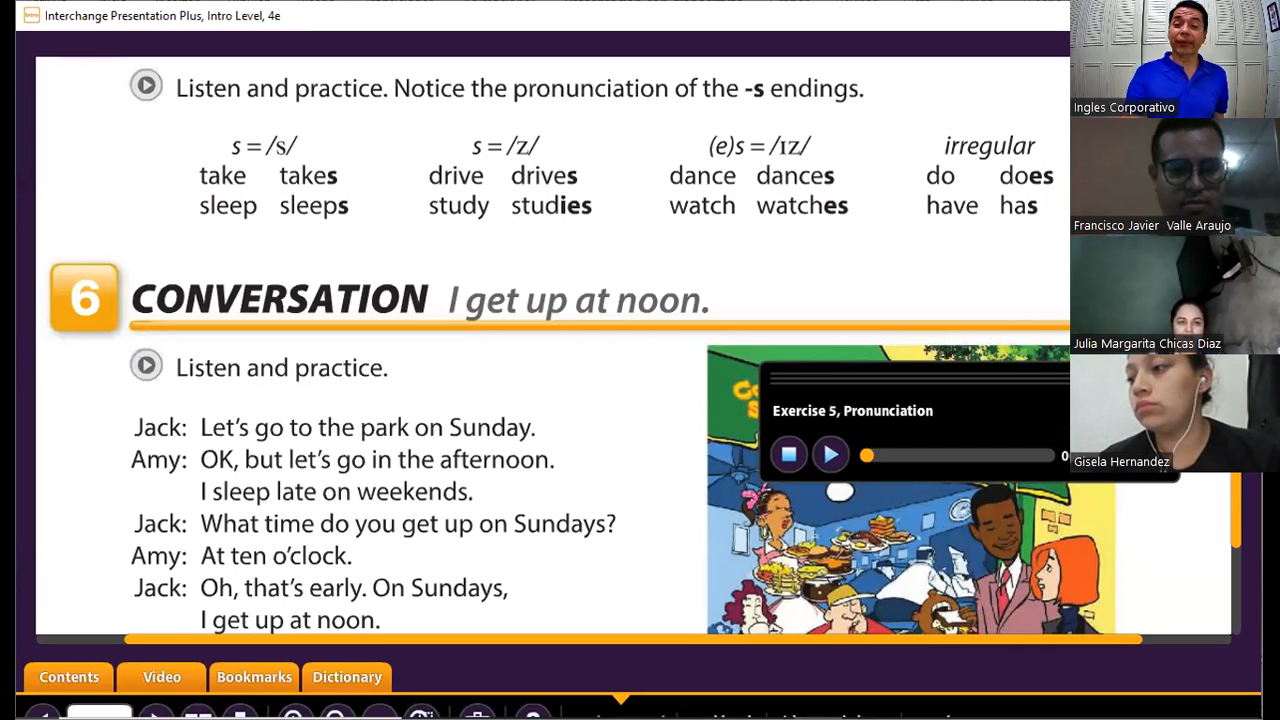 Interchange Presentation Plus, Intro Level, 4e
Listen and practice. Notice the pronunciation of the -s endings.
s = /s/ s = /z/ (e)s = /ɪz/ irregular
take takes drive drives dance dances do does
sleep sleeps study studies watch watches have has
6 CONVERSATION I get up at noon.
Listen and practice.
Jack: Let's go to the park on Sunday.
Amy: OK, but let's go in the afternoon.
I sleep late on weekends.
Jack: What time do you get up on Sundays?
Amy: At ten o'clock.
Jack: Oh, that's early. On Sundays,
I get up at noon.
Exercise 5, Pronunciation
Ingles Corporativo
Francisco Javier Valle Araujo
Julia Margarita Chicas Diaz
Gisela Hernandez
Contents Video Bookmarks Dictionary